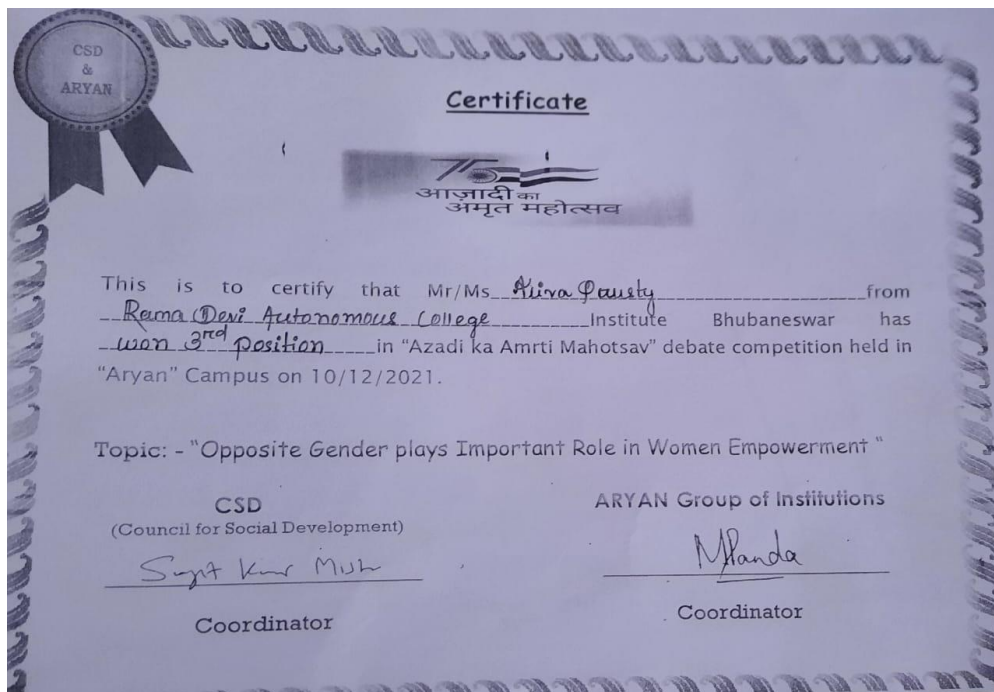 CSD
&
ARYAN
Certificate
75
आज़ादी का
अमृत महोत्सव
This is to certify that Mr/Ms from
Rama Devi Autonomous College Institute Bhubaneswar has
won 3rd position in "Azadi ka Amrti Mahotsav" debate competition held in
"Aryan" Campus on 10/12/2021.
Topic: - "Opposite Gender plays Important Role in Women Empowerment "
CSD
(Council for Social Development)
Coordinator
ARYAN Group of Institutions
MPanda
Coordinator